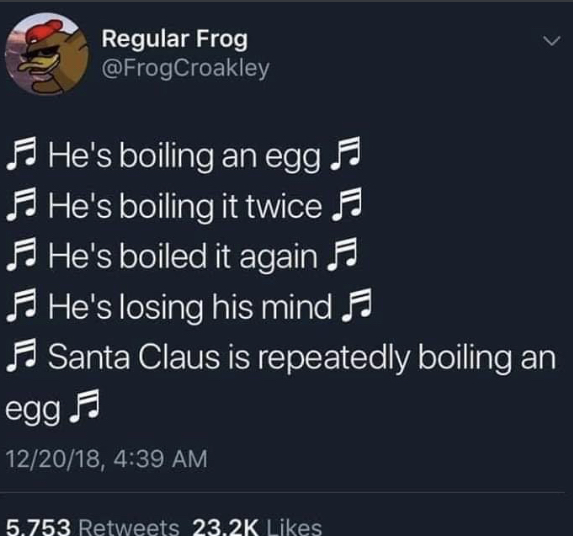 Regular Frog
@FrogCroakley
🎵 He's boiling an egg 🎵
🎵 He's boiling it twice 🎵
🎵 He's boiled it again 🎵
🎵 He's losing his mind 🎵
🎵 Santa Claus is repeatedly boiling an
egg 🎵
12/20/18, 4:39 AM
5,753 Retweets 23.2K Likes